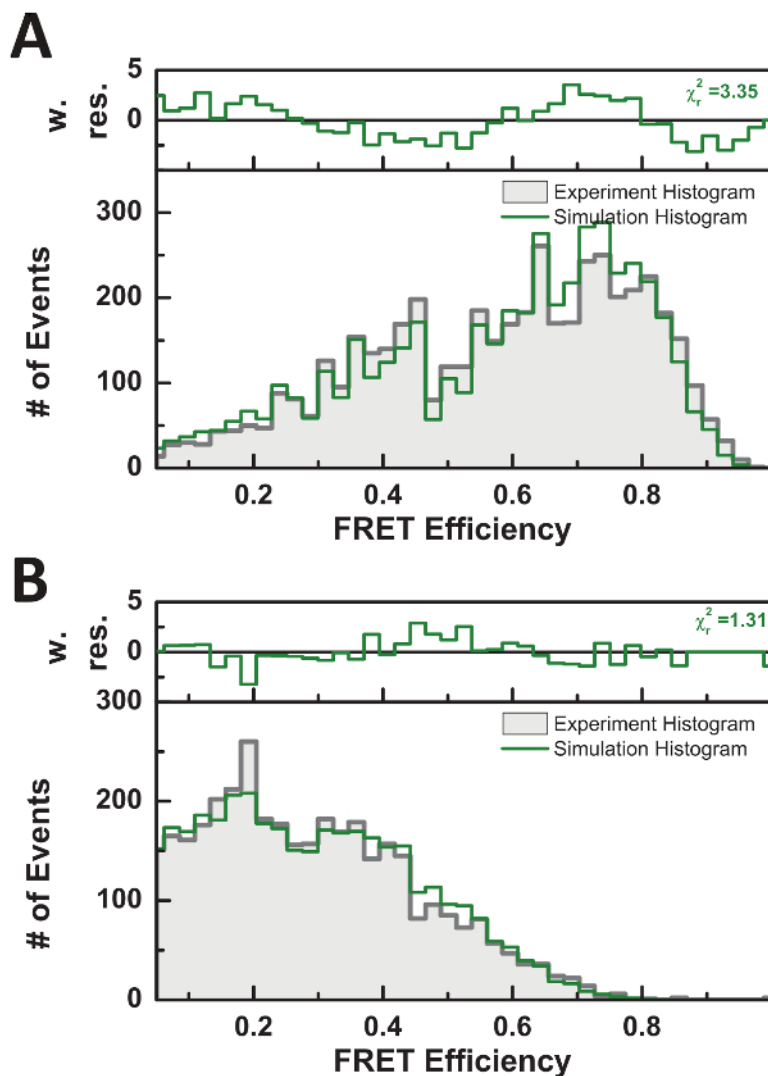 A
w. res.
5
0
χ²ᵣ =3.35
# of Events
300
200
100
0
Experiment Histogram
Simulation Histogram
0.2 0.4 0.6 0.8
FRET Efficiency
B
w. res.
5
0
χ²ᵣ =1.31
# of Events
300
200
100
0
Experiment Histogram
Simulation Histogram
0.2 0.4 0.6 0.8
FRET Efficiency